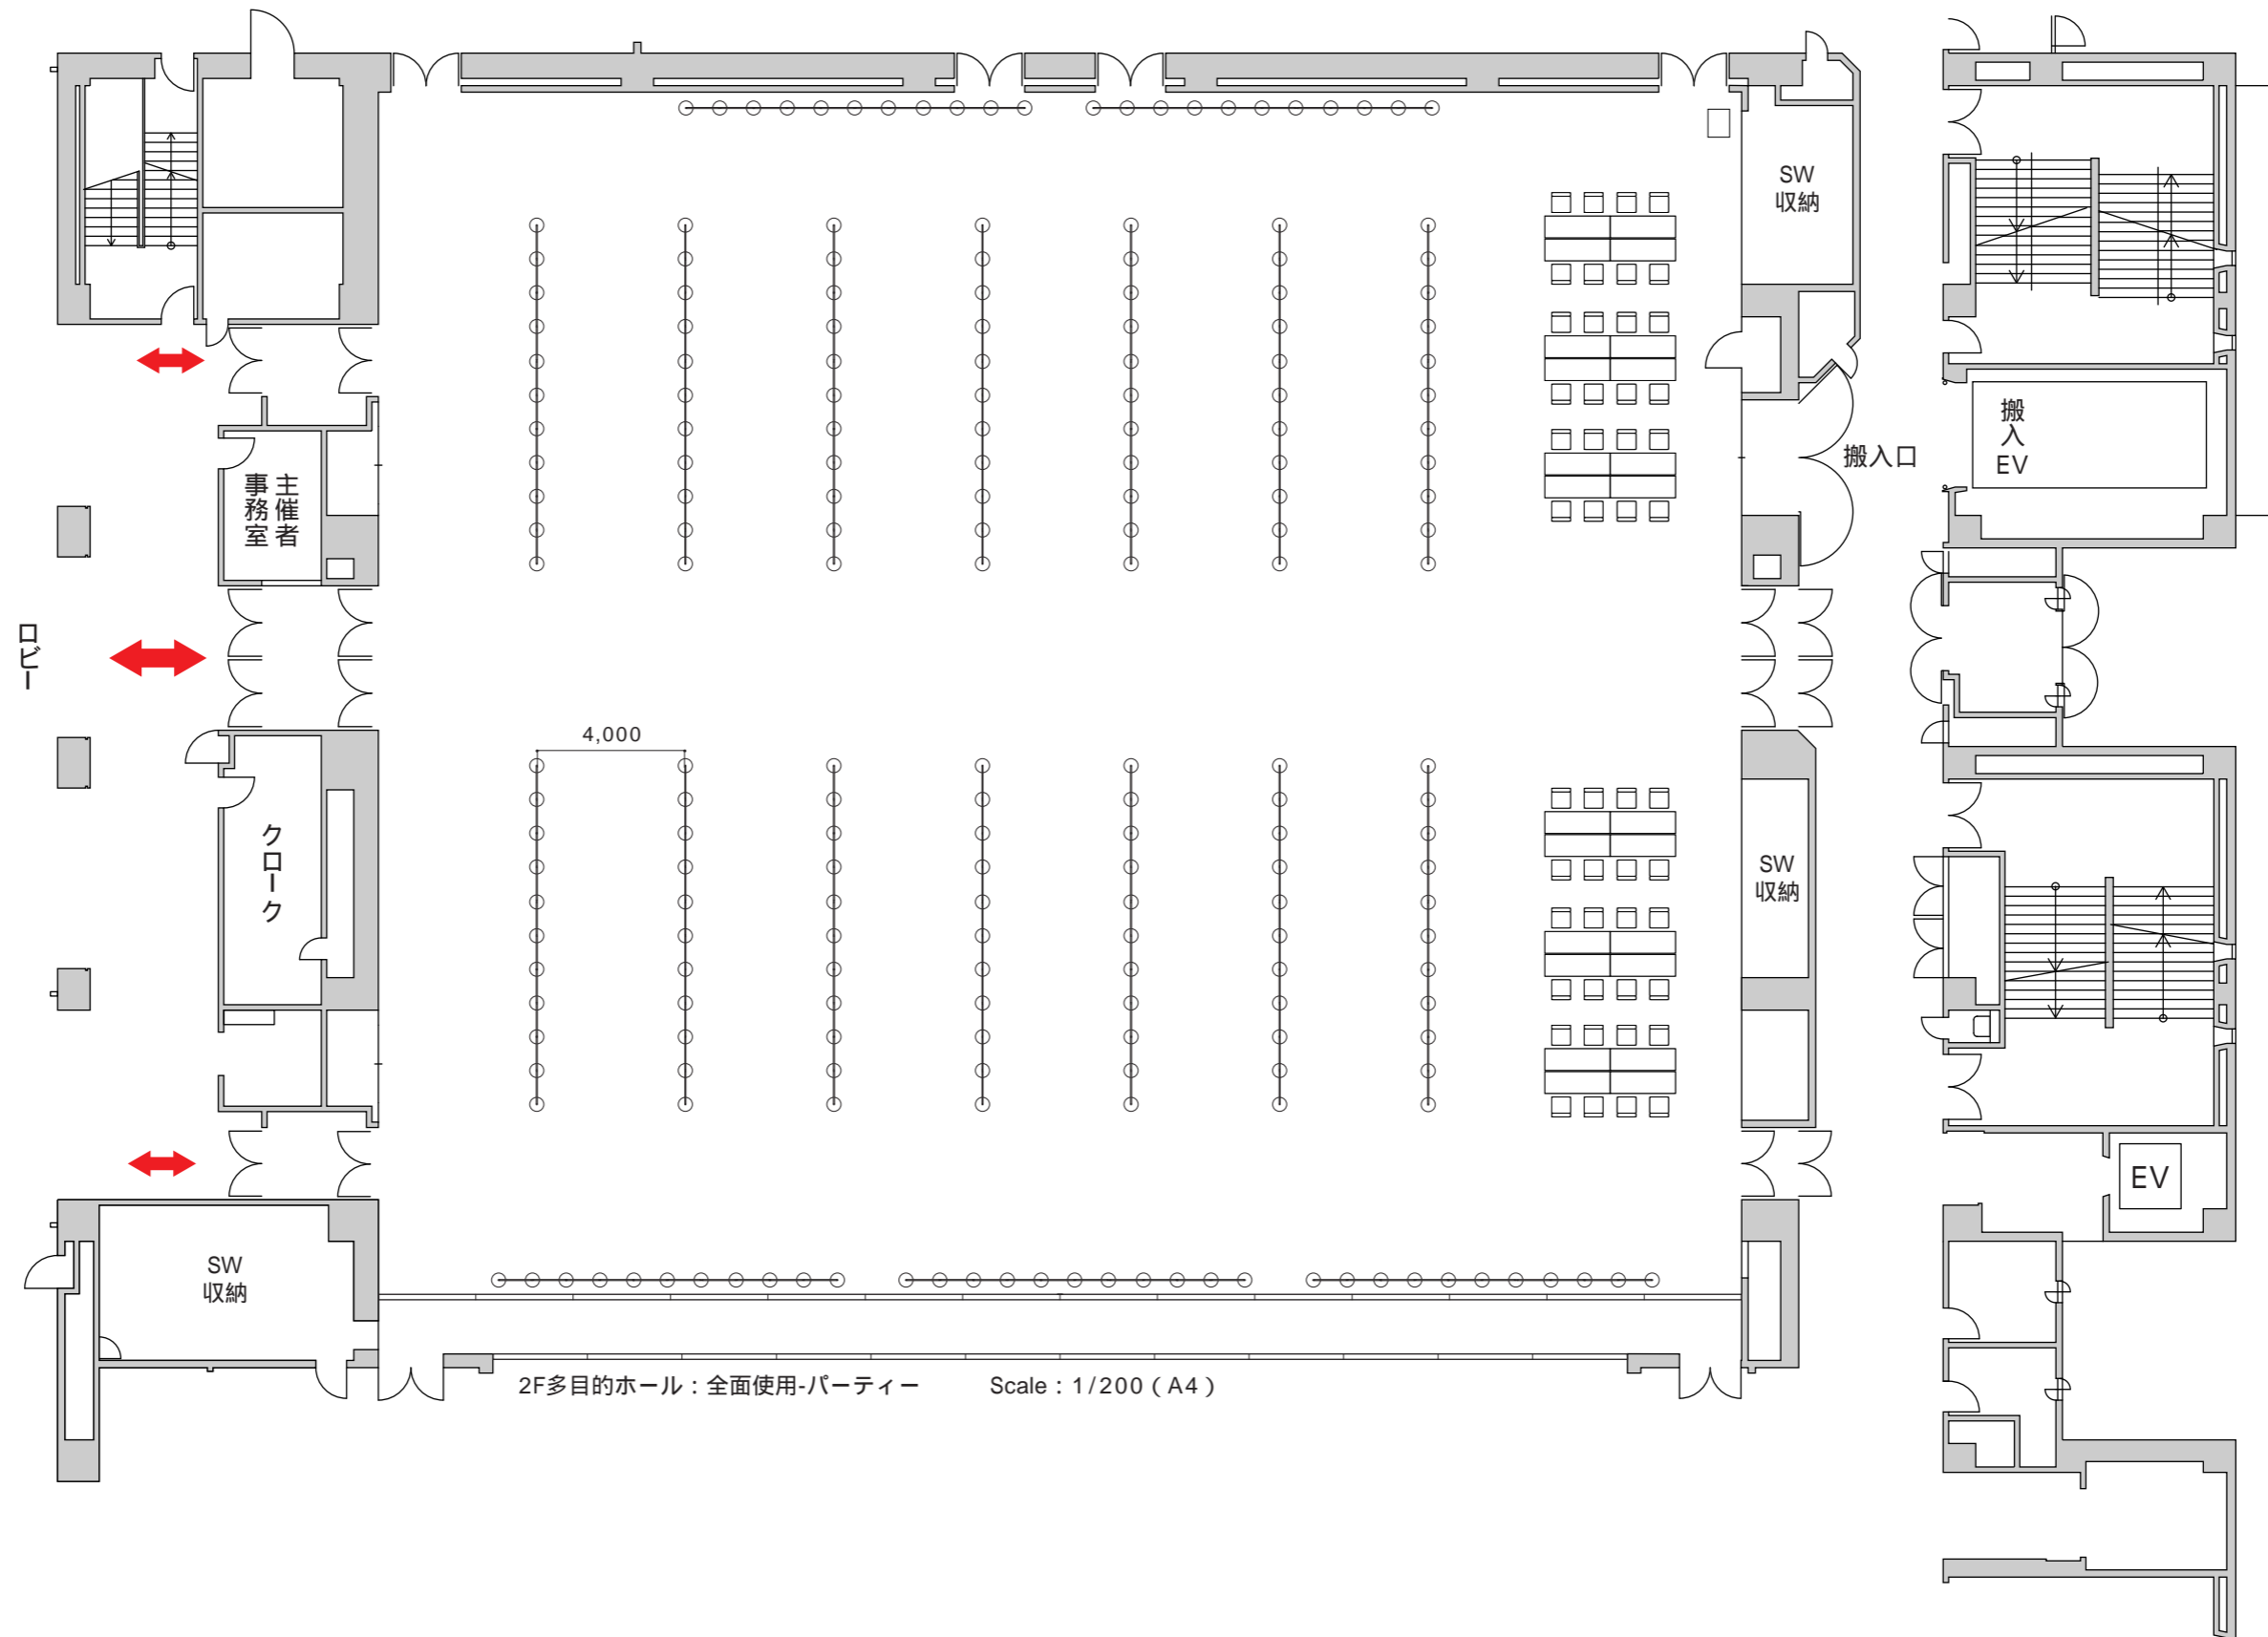 SW
収納
搬入
EV
搬入口
主催者
事務室
ロビー
4,000
クローク
SW
収納
EV
SW
収納
2F多目的ホール：全面使用-パーティー Scale：1/200（A4）